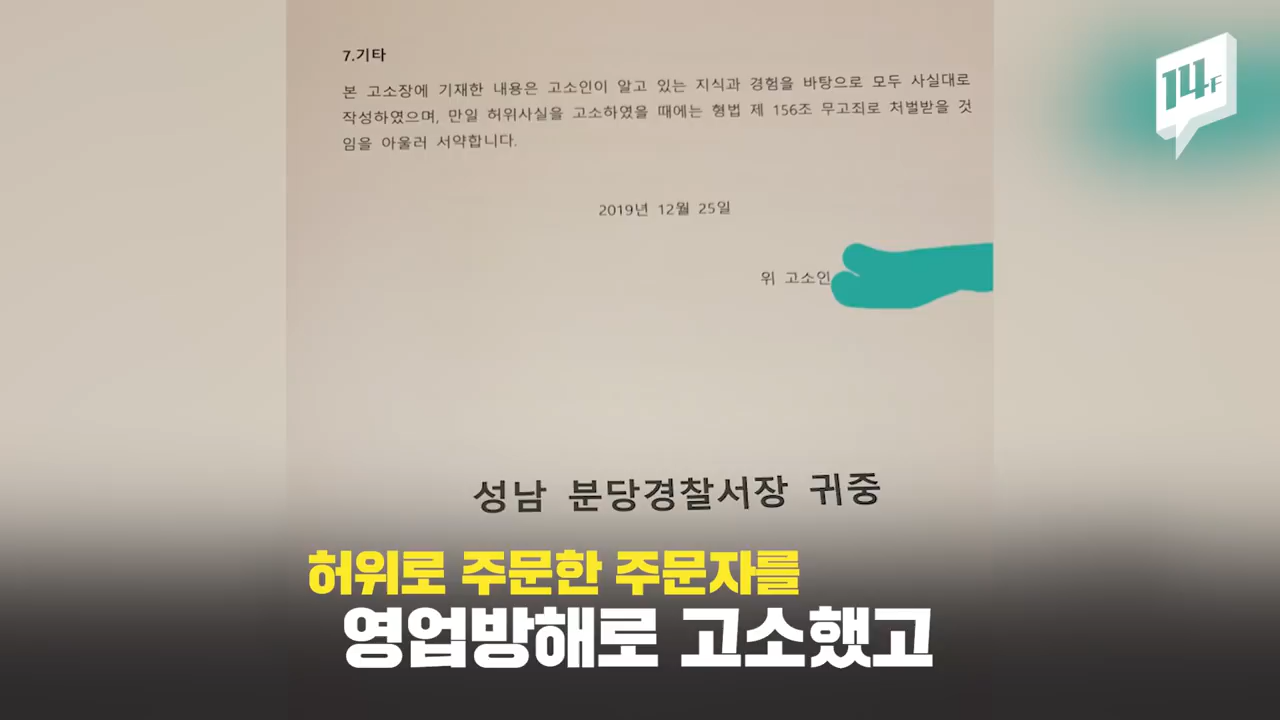 7.기타
본 고소장에 기재한 내용은 고소인이 알고 있는 지식과 경험을 바탕으로 모두 사실대로
작성하였으며, 만일 허위사실을 고소하였을 때에는 형법 제 156조 무고죄로 처벌받을 것
임을 아울러 서약합니다.
2019년 12월 25일
위 고소인
성남 분당경찰서장 귀중
허위로 주문한 주문자를
영업방해로 고소했고
14F